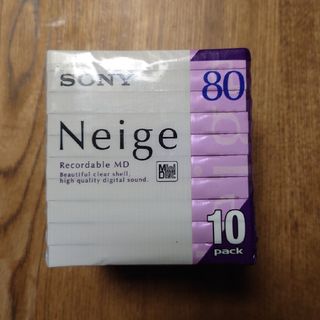 SONY
80
Neige
Recordable MD
Beautiful clear shell,
high quality digital sound.
10
pack